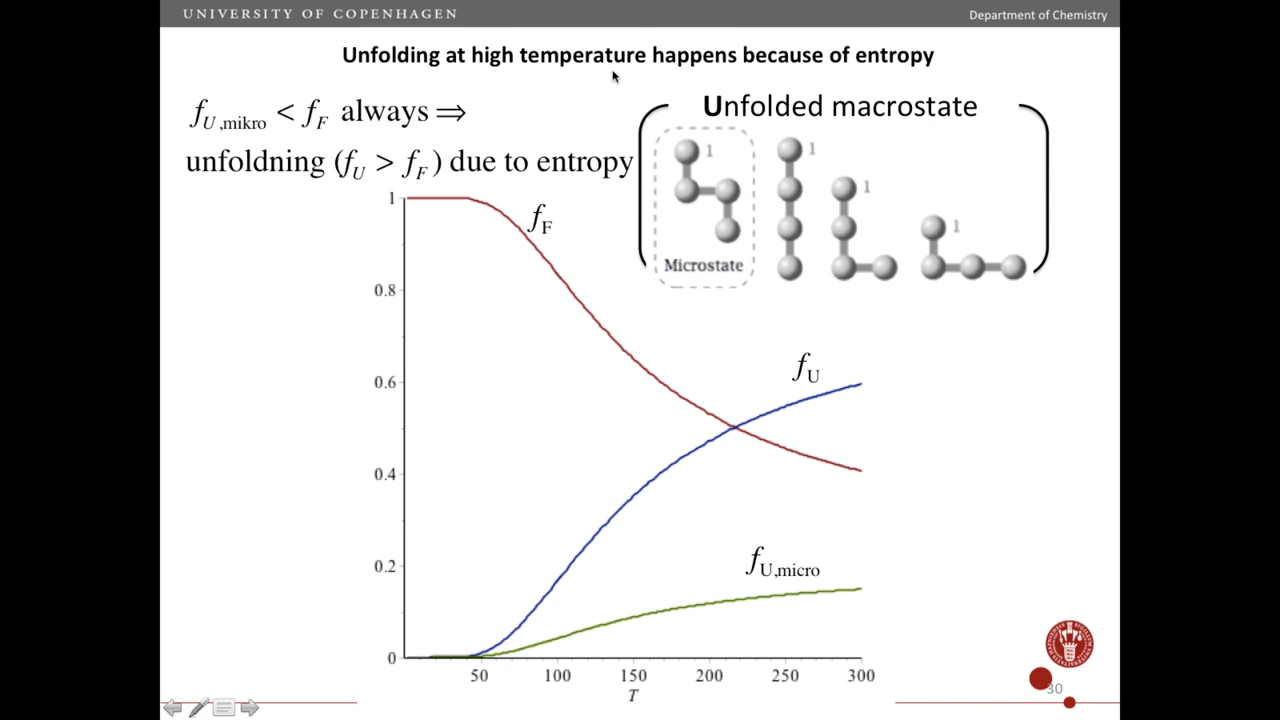 UNIVERSITY OF COPENHAGEN
Department of Chemistry
Unfolding at high temperature happens because of entropy
f_U,mikro < f_F always ⇒
unfoldning (f_U > f_F) due to entropy
Unfolded macrostate
1
1
1
1
Microstate
1
f_F
0.8
0.6
f_U
0.4
0.2
f_U,micro
0
50 100 150 200 250 300
T
30